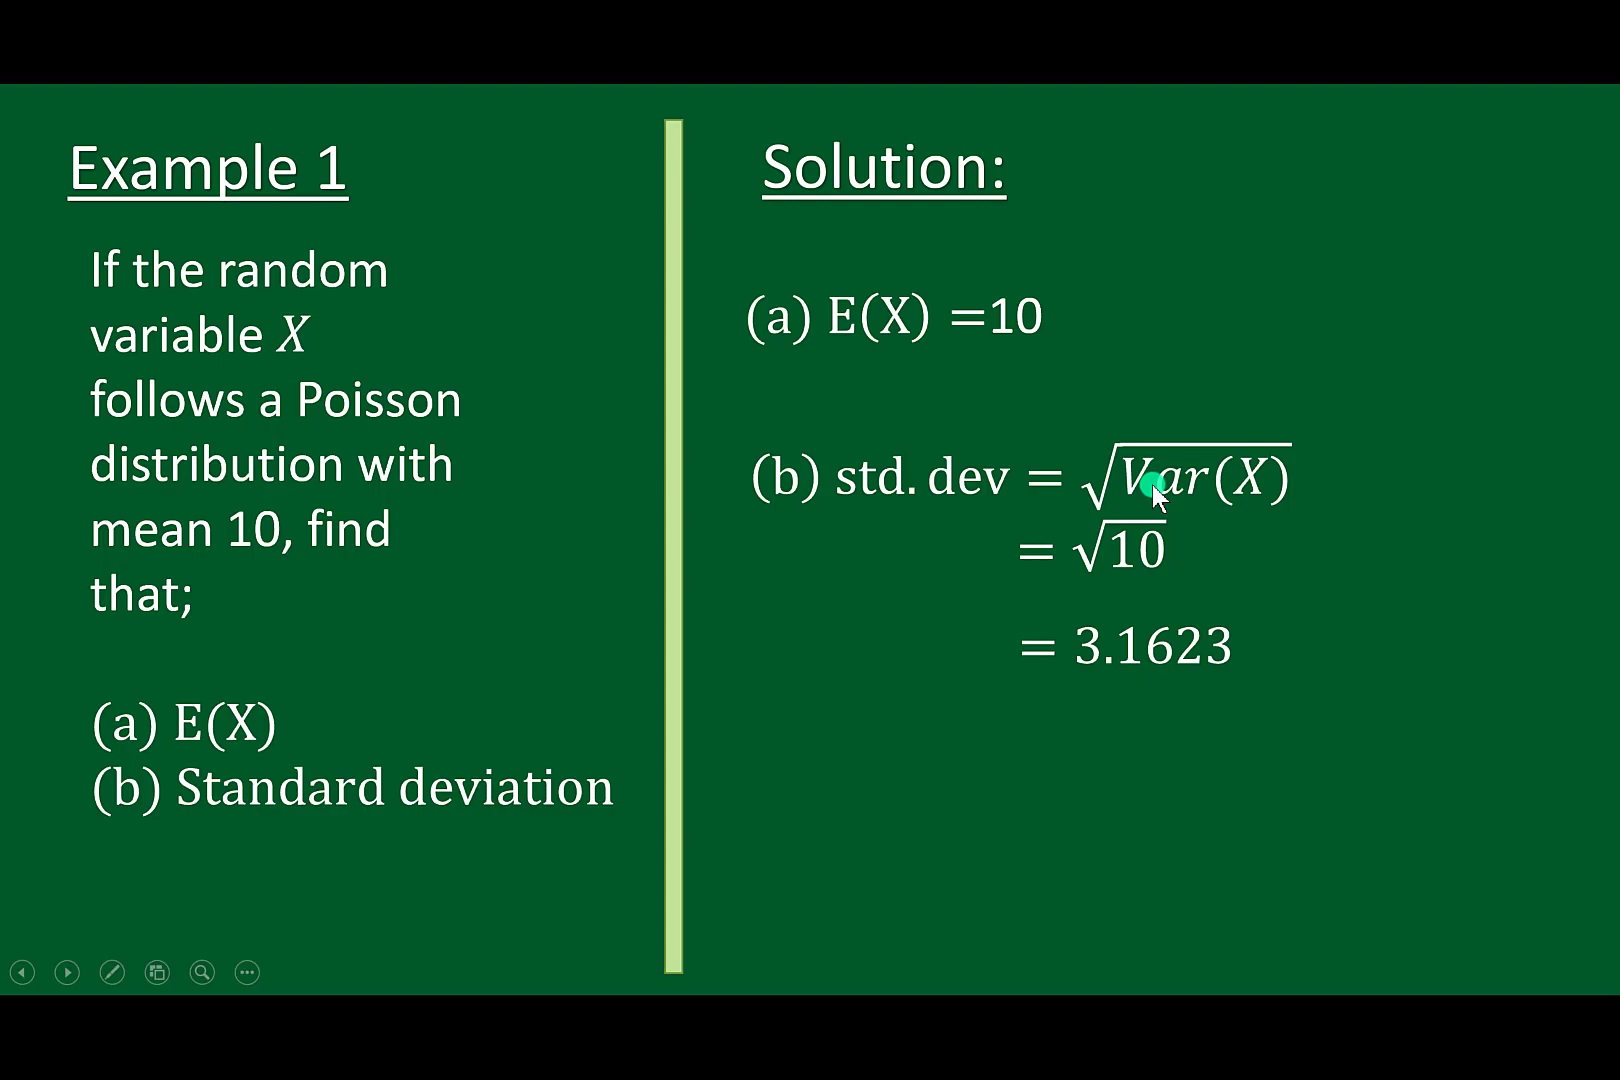 Example 1
If the random
variable X
follows a Poisson
distribution with
mean 10, find
that;
(a) E(X)
(b) Standard deviation
Solution:
(a) E(X) =10
(b) std. dev = √Var(X)
= √10
= 3.1623